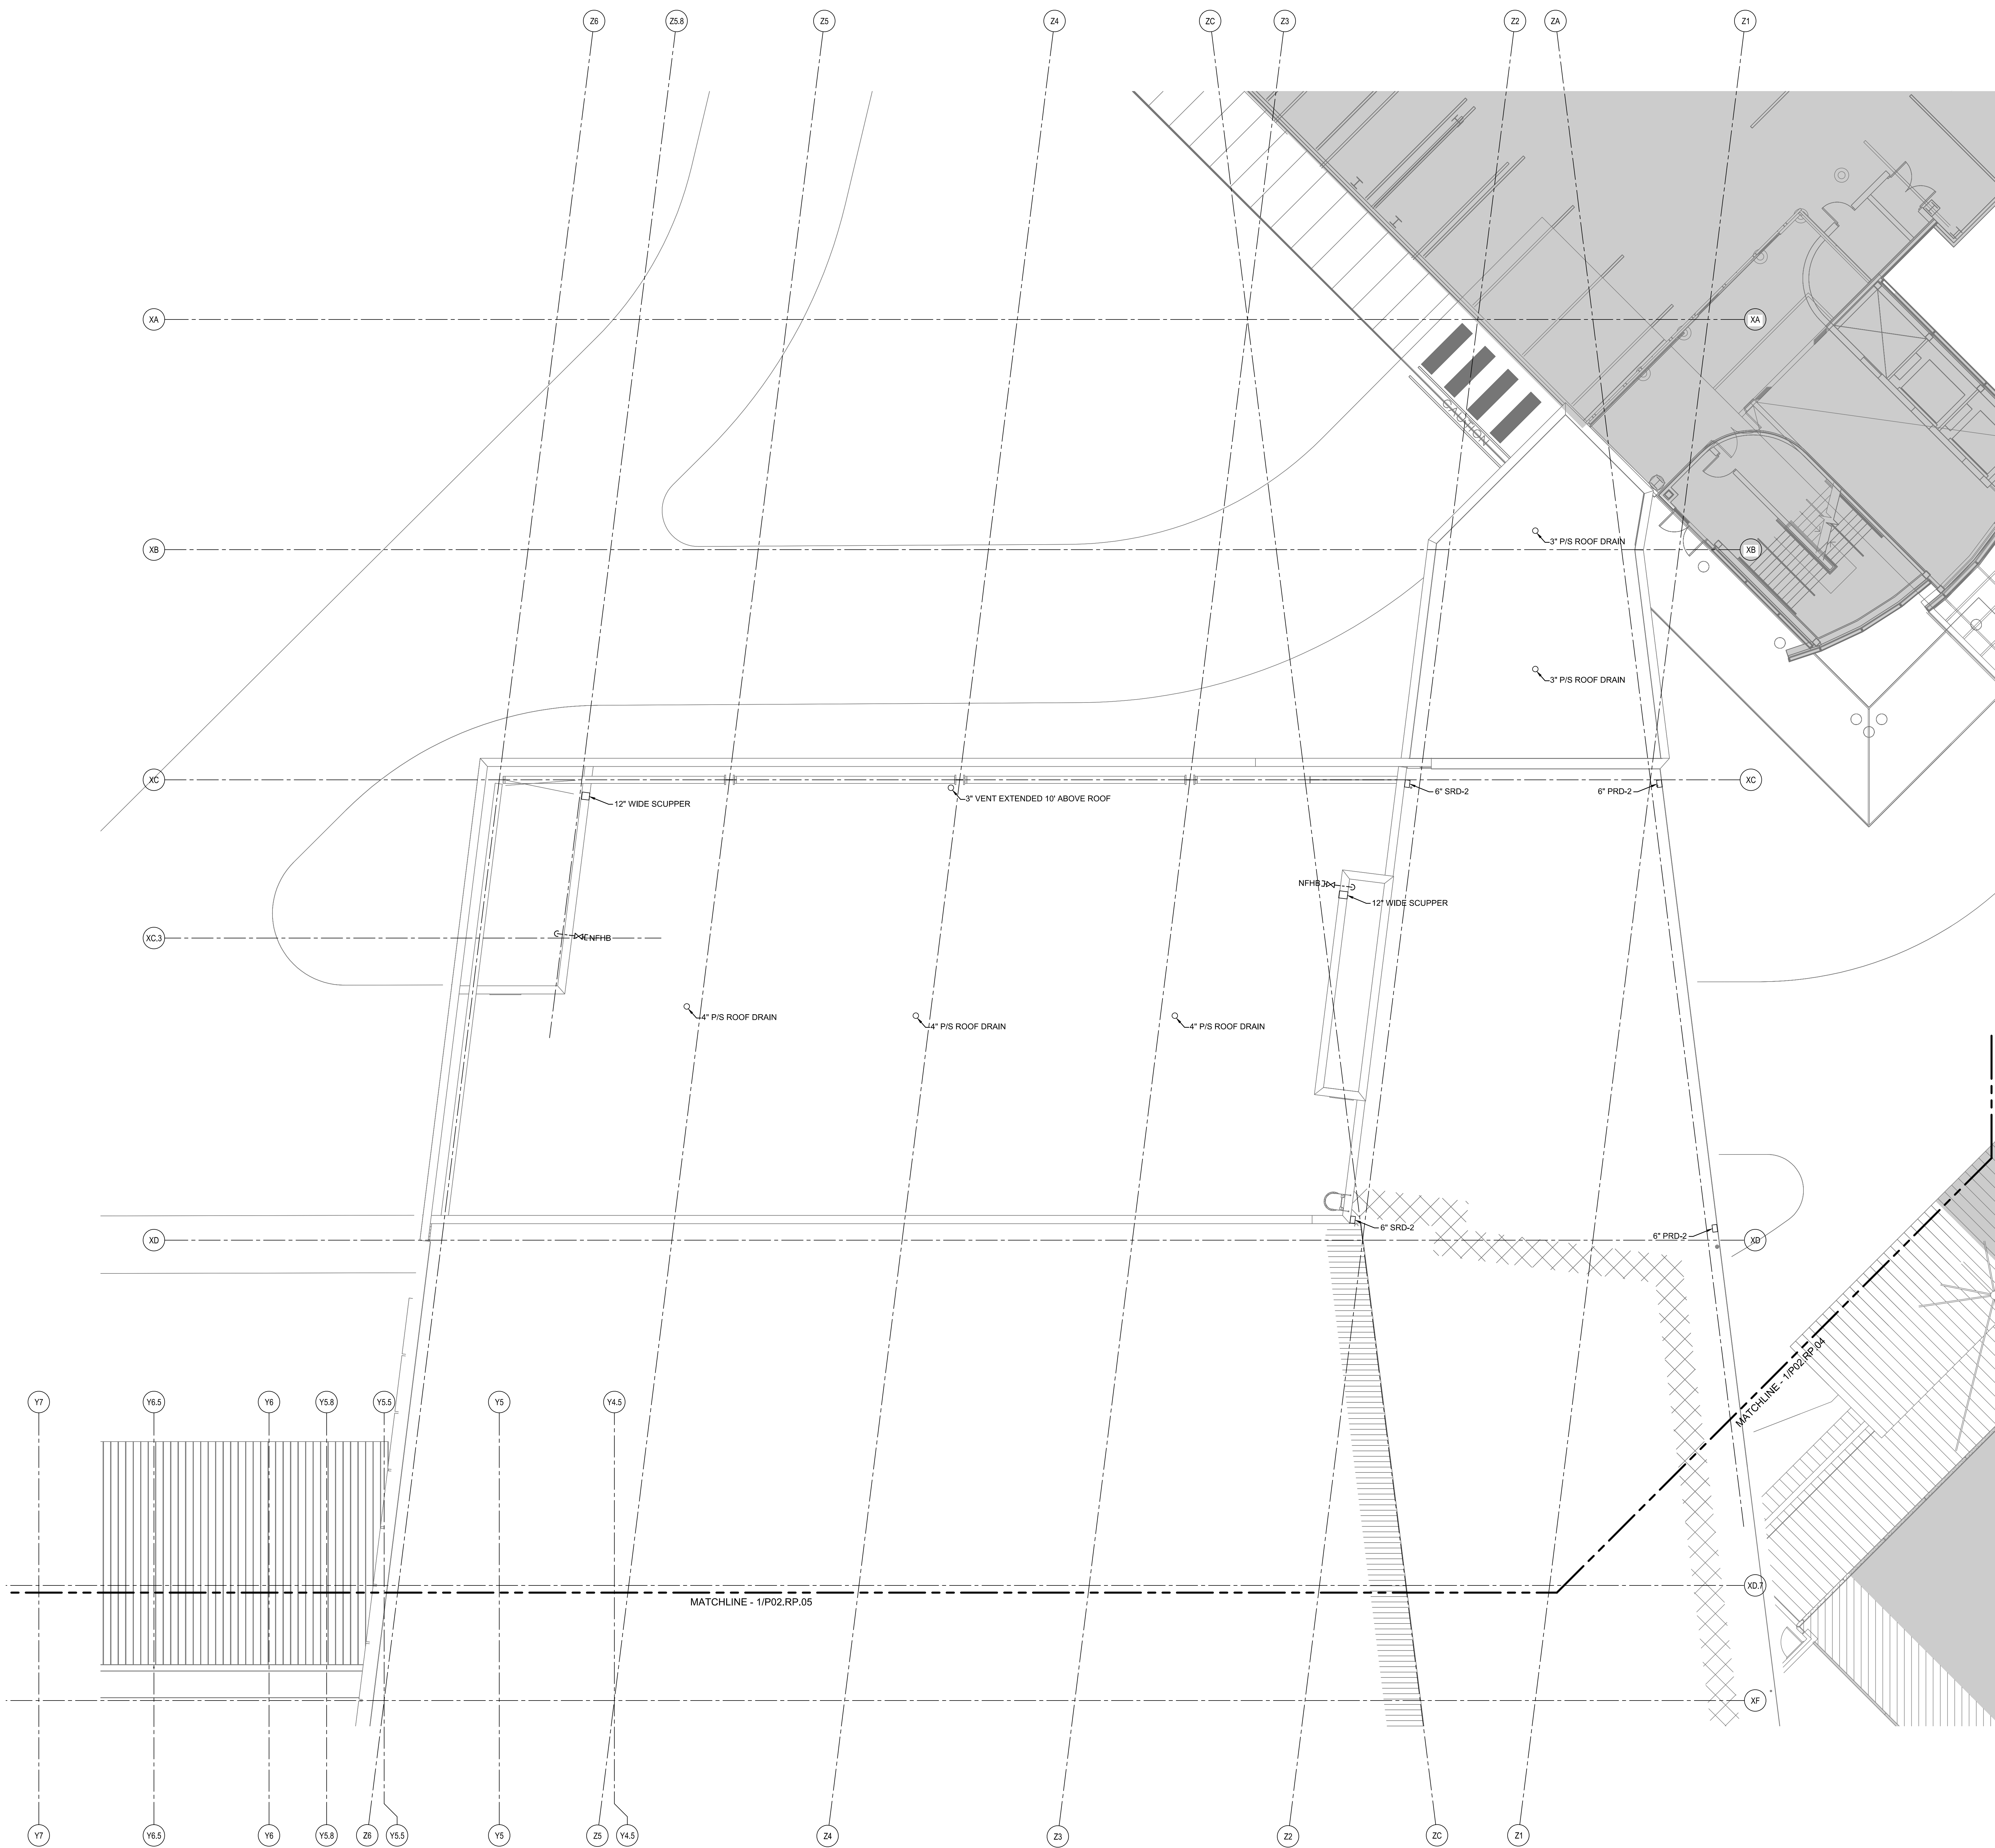 Z6
Z5.8
Z5
Z4
ZC
Z3
Z2
ZA
Z1
XA
XA
CAUTION
XB
3" P/S ROOF DRAIN
XB
3" P/S ROOF DRAIN
XC
XC
12" WIDE SCUPPER
3" VENT EXTENDED 10' ABOVE ROOF
6" SRD-2
6" PRD-2
NFHB
12" WIDE SCUPPER
XC.3
NFHB
4" P/S ROOF DRAIN
4" P/S ROOF DRAIN
4" P/S ROOF DRAIN
6" SRD-2
6" PRD-2
XD
XD
MATCHLINE - 1/P02.RP.04
Y7
Y6.5
Y6
Y5.8
Y5.5
Y5
Y4.5
XD.7
MATCHLINE - 1/P02.RP.05
XF
Y7
Y6.5
Y6
Y5.8
Z6
Y5.5
Y5
Z5
Y4.5
Z4
Z3
Z2
ZC
Z1